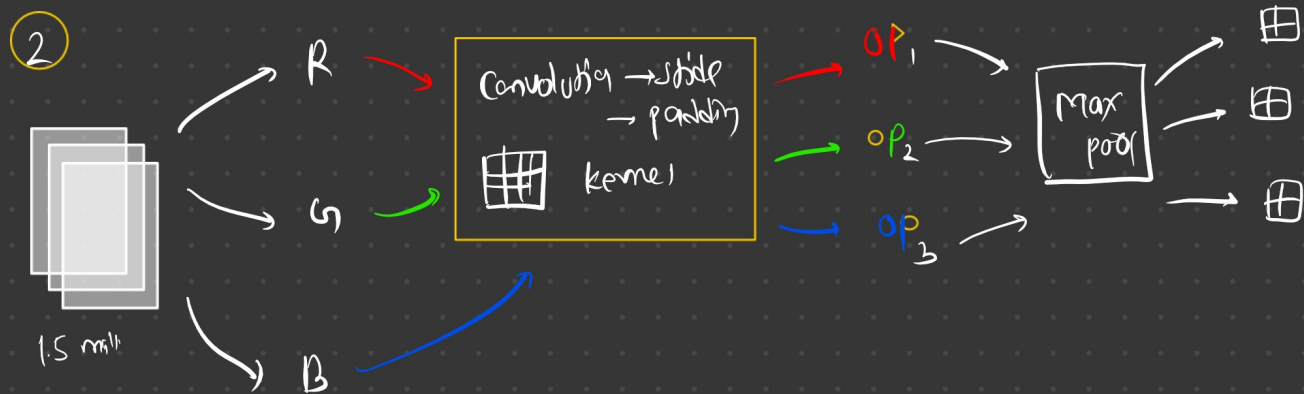 2
R
G
B
1.5 mill
Convolution → stride
→ padding
kernel
OP1
OP2
OP3
Max
pool